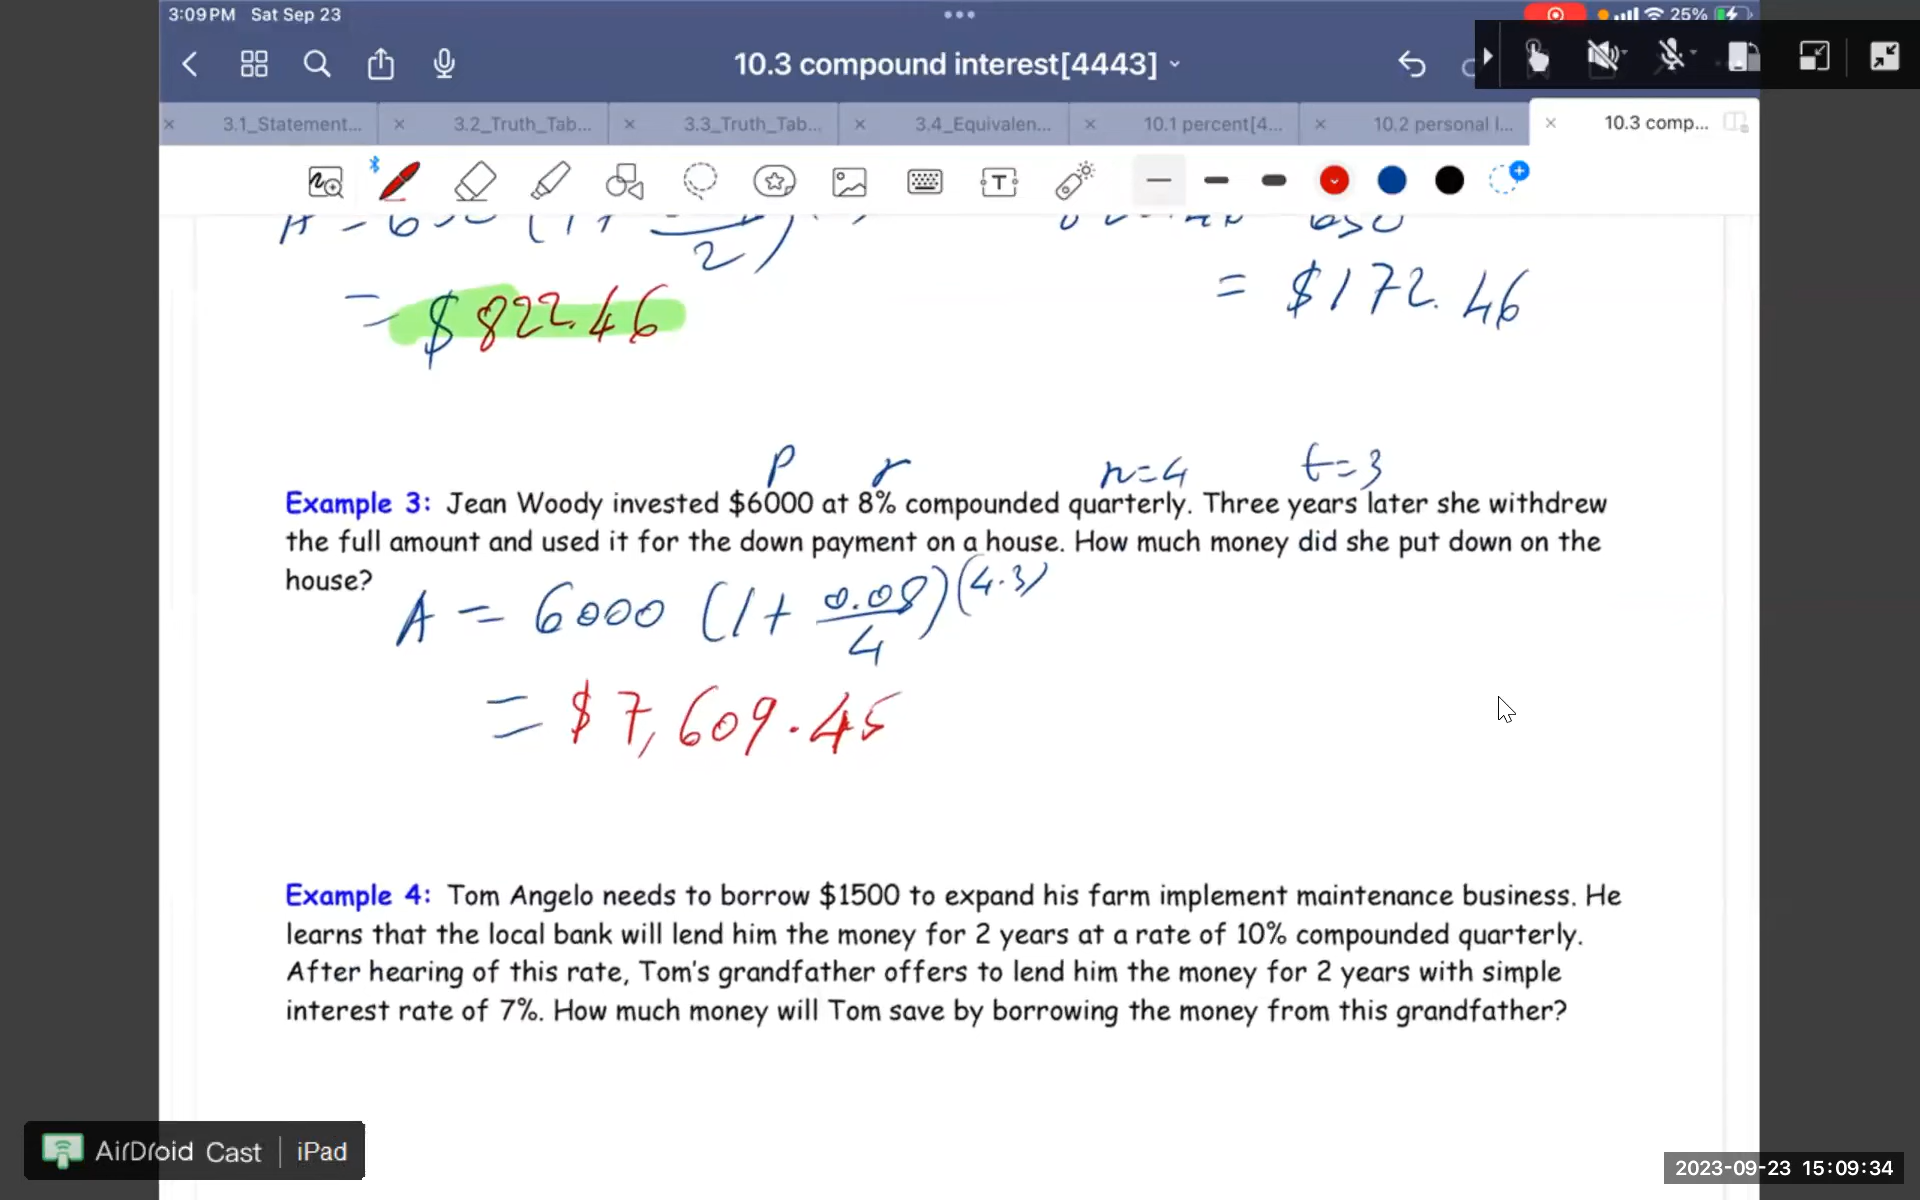 3:09 PM Sat Sep 23
25%
10.3 compound interest[4443]
3.1_Statement...
3.2_Truth_Tab...
3.3_Truth_Tab...
3.4_Equivalen...
10.1 percent[4...
10.2 personal l...
10.3 comp...
2
650
= $822.46
= $172.46
P r n=4 t=3
Example 3: Jean Woody invested $6000 at 8% compounded quarterly. Three years later she withdrew
the full amount and used it for the down payment on a house. How much money did she put down on the
house?
A = 6000 (1 + 0.08/4)^(4.3)
= $7,609.45
Example 4: Tom Angelo needs to borrow $1500 to expand his farm implement maintenance business. He
learns that the local bank will lend him the money for 2 years at a rate of 10% compounded quarterly.
After hearing of this rate, Tom's grandfather offers to lend him the money for 2 years with simple
interest rate of 7%. How much money will Tom save by borrowing the money from this grandfather?
AirDroid Cast | iPad
2023-09-23 15:09:34